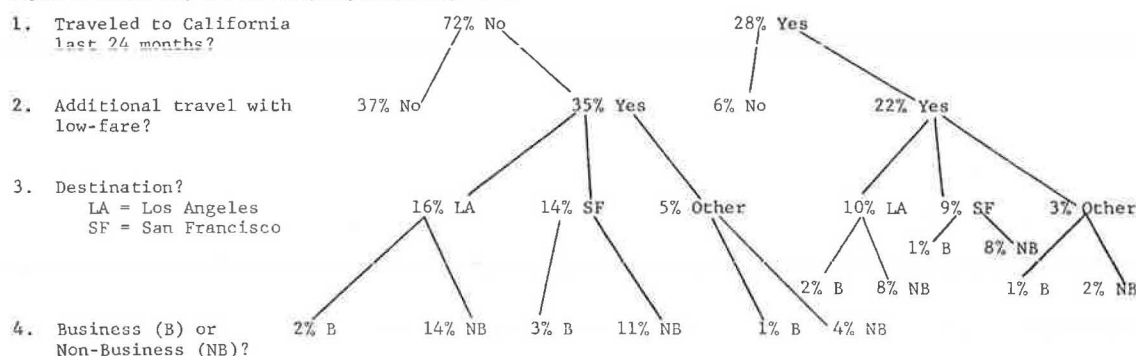 1. Traveled to California 72% No 28% Yes
last 24 months?
2. Additional travel with 37% No 35% Yes 6% No 22% Yes
low-fare?
3. Destination?
LA = Los Angeles 16% LA 14% SF 5% Other 10% LA 9% SF 3% Other
SF = San Francisco
1% B 8% NB
2% B 8% NB 1% B 2% NB
4. Business (B) or 2% B 14% NB 3% B 11% NB 1% B 4% NB
Non-Business (NB)?